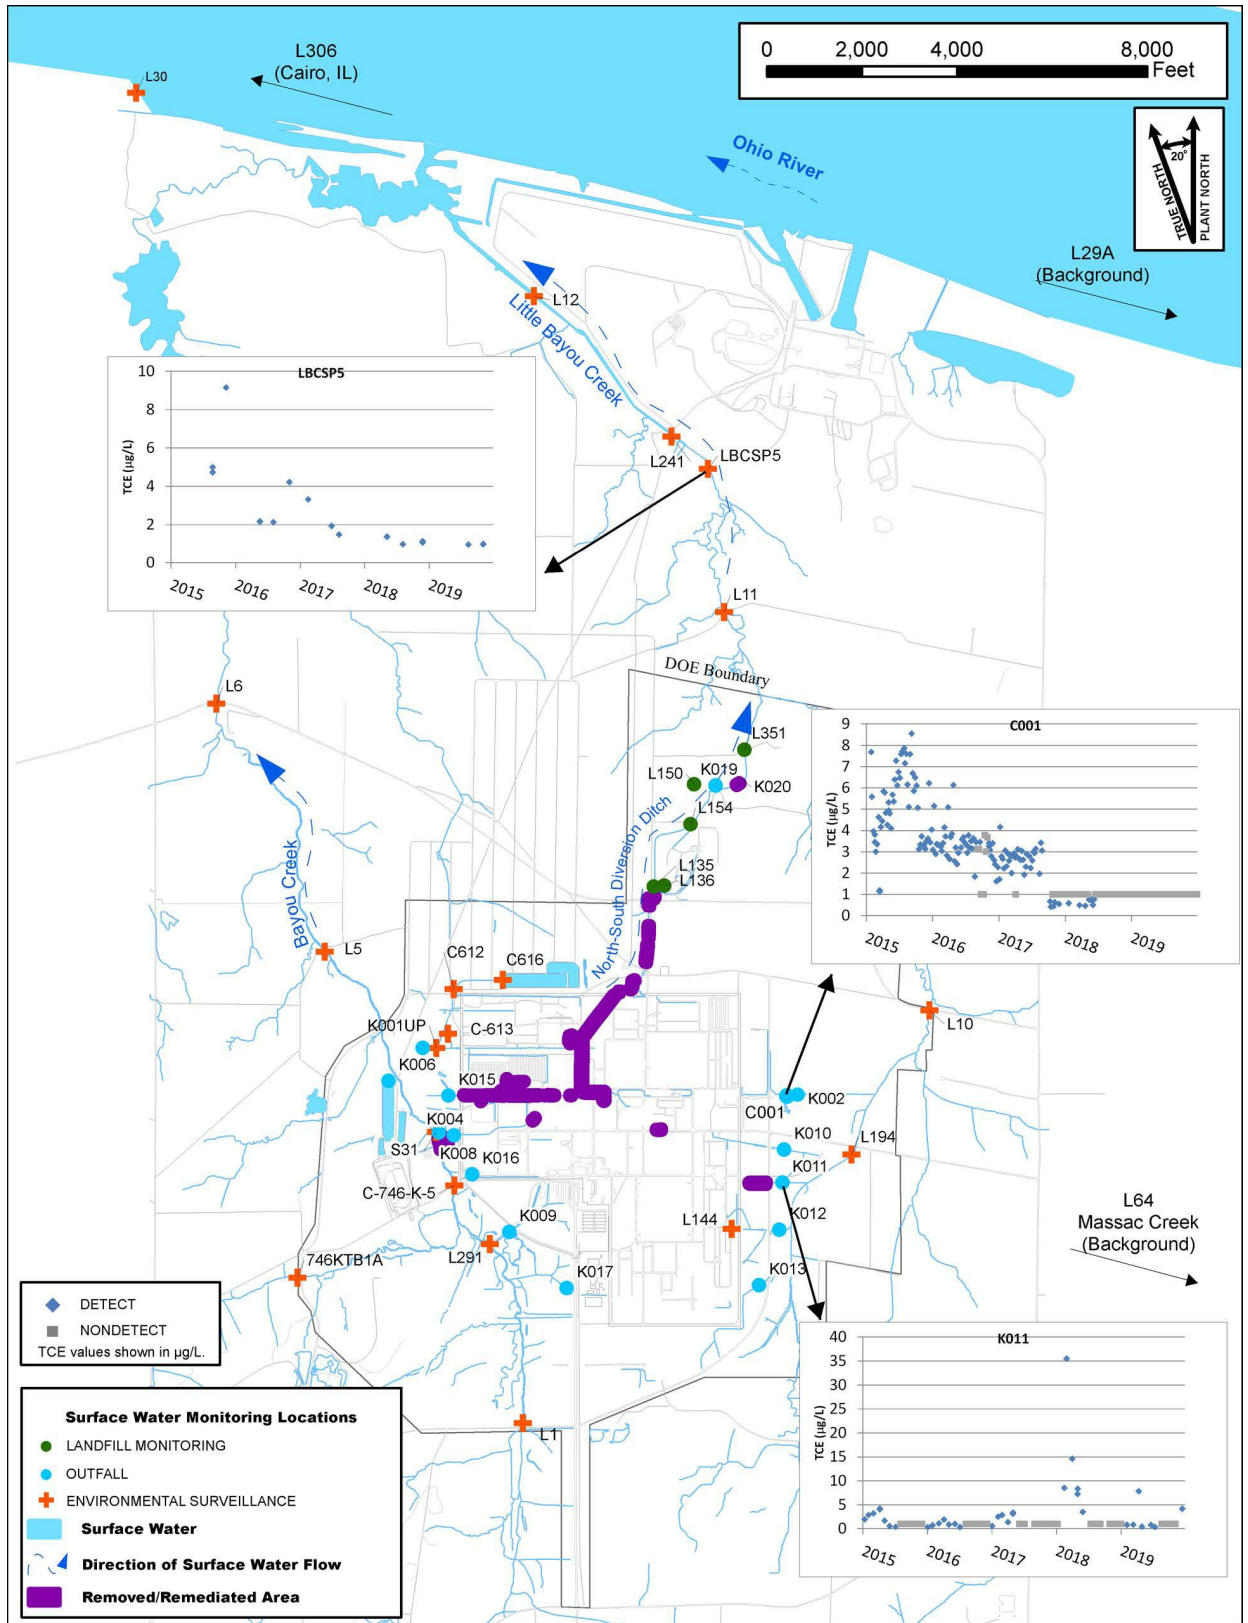 L306
(Cairo, IL)
L30
0 2,000 4,000 8,000
Feet
Ohio River
20°
TRUE NORTH
PLANT NORTH
L29A
(Background)
L12
Little Bayou Creek
LBCSP5
10
8
6
4
2
0
TCE (µg/L)
2015 2016 2017 2018 2019
L241
LBCSP5
L11
DOE Boundary
L6
L351
L150
K019
K020
L154
North-South Diversion Ditch
L135
L136
C001
9
8
7
6
5
4
3
2
1
0
TCE (µg/L)
2015 2016 2017 2018 2019
Bayou Creek
L5
C612
C616
K001UP
C-613
K006
K015
L10
C001
K002
K004
S31
K008
K016
K010
L194
K011
C-746-K-5
K009
L144
K012
L64
Massac Creek
(Background)
746KTB1A
L291
K017
K013
DETECT
NONDETECT
TCE values shown in µg/L.
K011
40
35
30
25
20
15
10
5
0
TCE (µg/L)
2015 2016 2017 2018 2019
L1
Surface Water Monitoring Locations
LANDFILL MONITORING
OUTFALL
ENVIRONMENTAL SURVEILLANCE
Surface Water
Direction of Surface Water Flow
Removed/Remediated Area